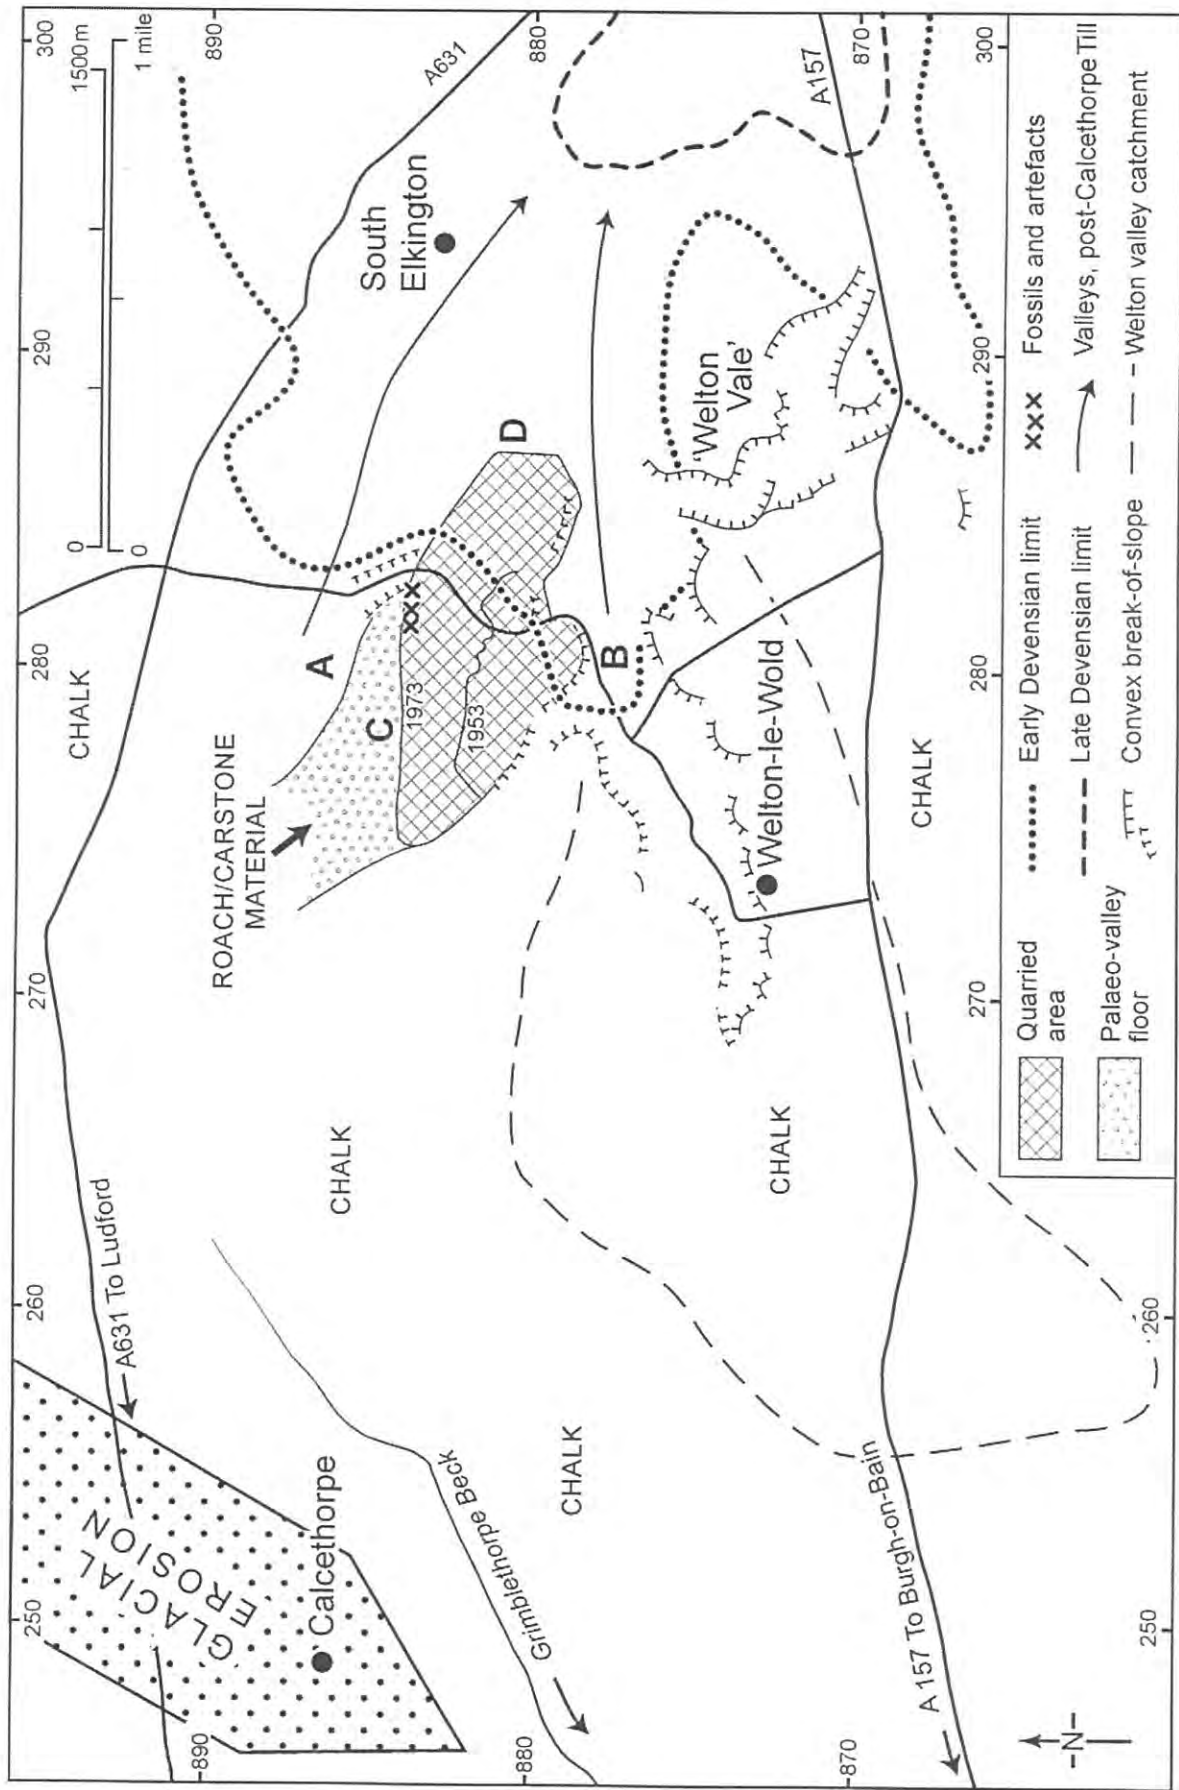 250
260
270
280
290
300
890
880
870
890
880
870
250
260
270
280
290
300
0
1500m
0
1 mile
GLACIAL
EROSION
Calcethorpe
A631 To Ludford
CHALK
A631
South
Elkington
ROACH/CARSTONE
MATERIAL
A
C
1973
1953
xxx
D
B
CHALK
Grimblethorpe Beck
CHALK
CHALK
'Welton
Vale'
Welton-le-Wold
A157
CHALK
A157 To Burgh-on-Bain
-N-
Quarried
area
Palaeo-valley
floor
Early Devensian limit
Late Devensian limit
Convex break-of-slope
xxx Fossils and artefacts
Valleys, post-Calcethorpe Till
Welton valley catchment